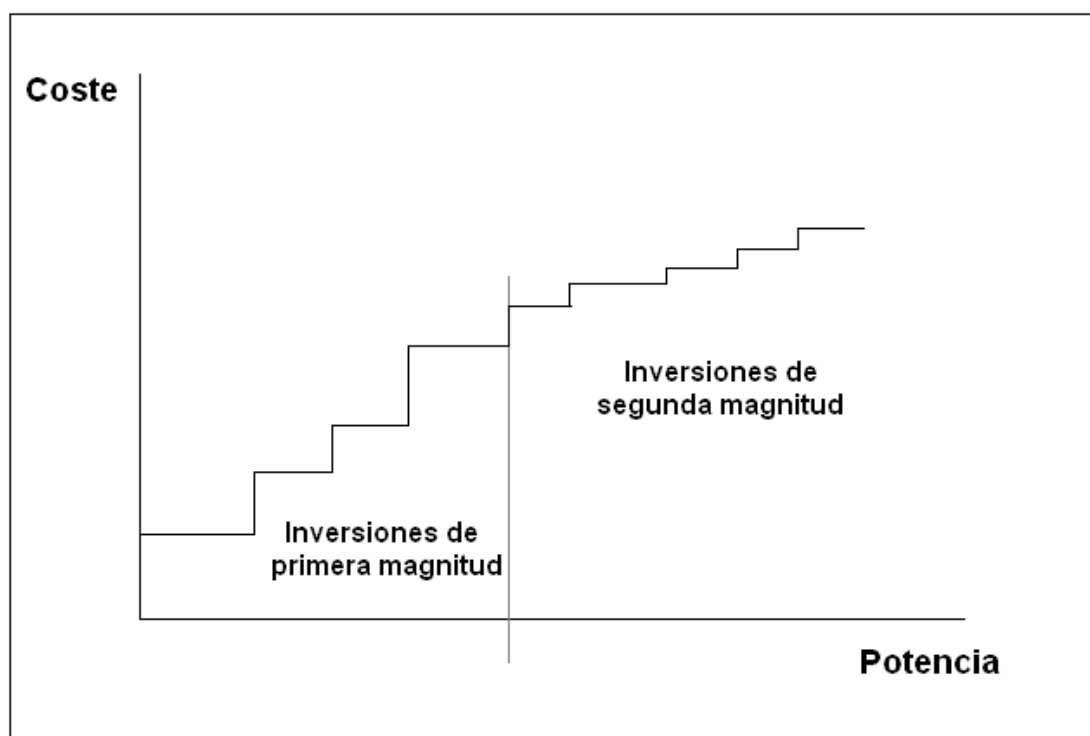 Coste
Inversiones de
segunda magnitud
Inversiones de
primera magnitud
Potencia